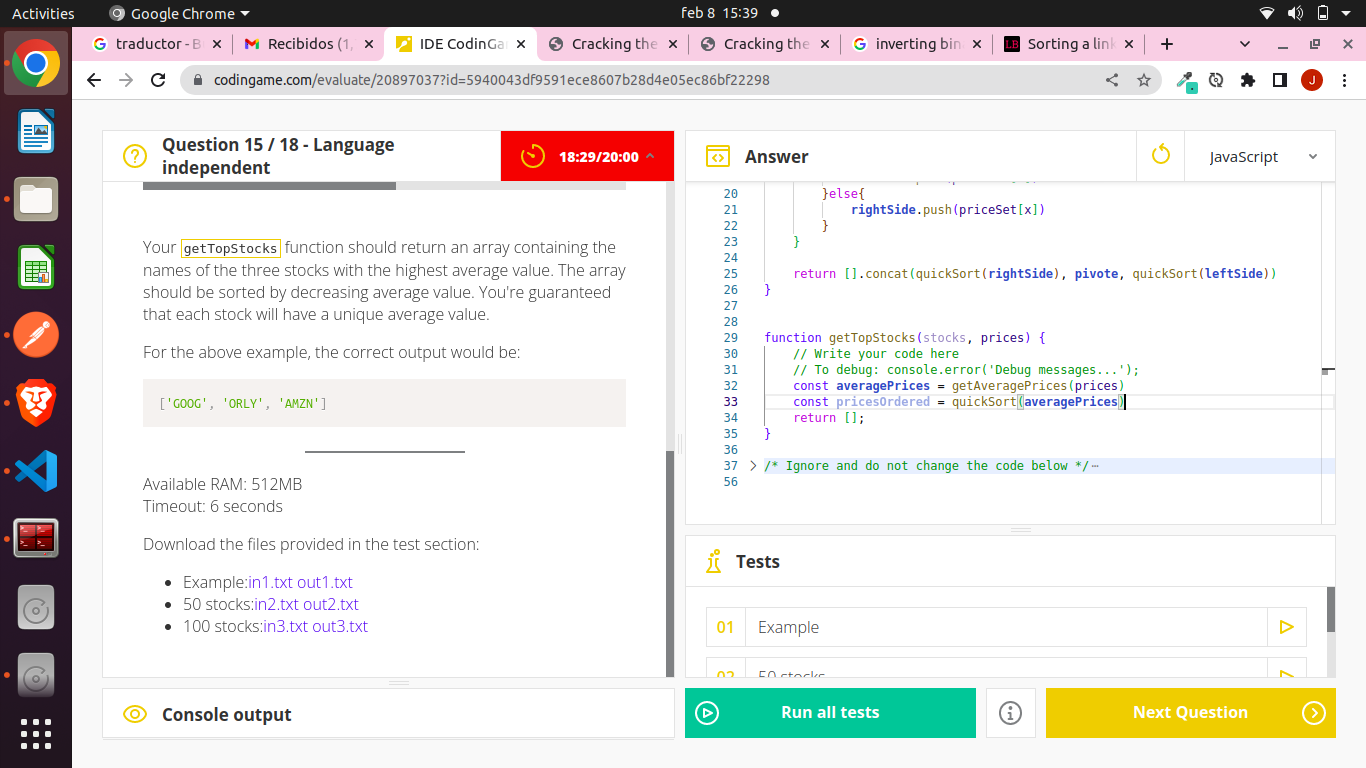 Activities
Google Chrome
feb 8 15:39
traductor - B
Recibidos (1,
IDE CodinGa
Cracking the
Cracking the
inverting bin
LB
Sorting a lin
codingame.com/evaluate/20897037?id=5940043df9591ece8607b28d4e05ec86bf22298
J
Question 15 / 18 - Language
independent
18:29/20:00
Your getTopStocks function should return an array containing the
names of the three stocks with the highest average value. The array
should be sorted by decreasing average value. You're guaranteed
that each stock will have a unique average value.
For the above example, the correct output would be:
['GOOG', 'ORLY', 'AMZN']
Available RAM: 512MB
Timeout: 6 seconds
Download the files provided in the test section:
Example:in1.txt out1.txt
50 stocks:in2.txt out2.txt
100 stocks:in3.txt out3.txt
Console output
Answer
JavaScript
20 }else{
21 rightSide.push(priceSet[x])
22 }
23 }
24
25 return [].concat(quickSort(rightSide), pivote, quickSort(leftSide))
26 }
27
28
29 function getTopStocks(stocks, prices) {
30 // Write your code here
31 // To debug: console.error('Debug messages...');
32 const averagePrices = getAveragePrices(prices)
33 const pricesOrdered = quickSort(averagePrices)
34 return [];
35 }
36
37 /* Ignore and do not change the code below */
56
Tests
01 Example
02 50 stocks
Run all tests
Next Question